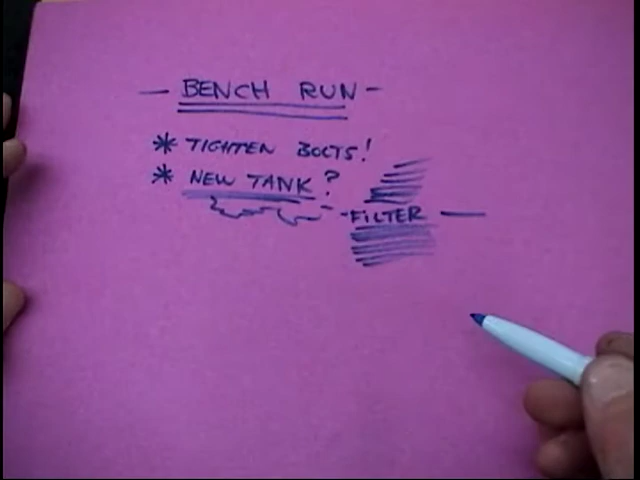 - BENCH RUN -
* TIGHTEN BOLTS!
* NEW TANK?
- FILTER -